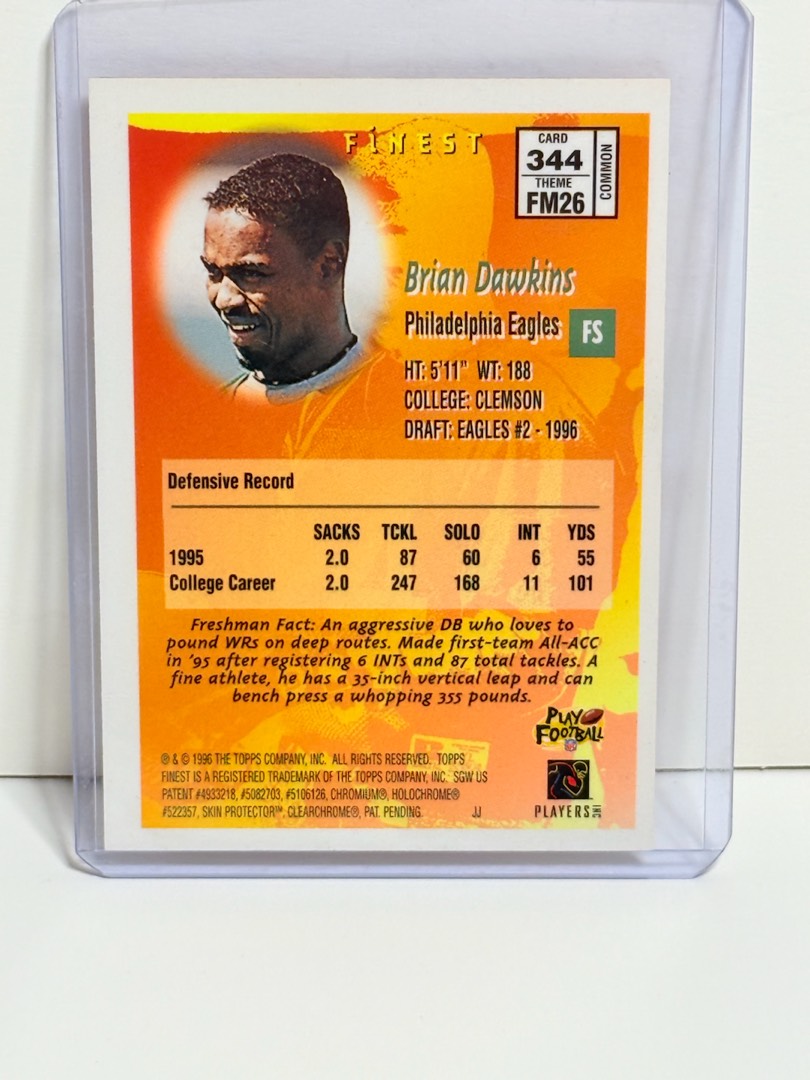 FiNEST
CARD
344
THEME
FM26
COMMON
Brian Dawkins
Philadelphia Eagles FS
HT: 5'11" WT: 188
COLLEGE: CLEMSON
DRAFT: EAGLES #2 - 1996
Defensive Record
SACKS TCKL SOLO INT YDS
1995 2.0 87 60 6 55
College Career 2.0 247 168 11 101
Freshman Fact: An aggressive DB who loves to
pound WRs on deep routes. Made first-team All-ACC
in '95 after registering 6 INTs and 87 total tackles. A
fine athlete, he has a 35-inch vertical leap and can
bench press a whopping 355 pounds.
PLAY
FOOTBALL
℗ & © 1996 THE TOPPS COMPANY, INC. ALL RIGHTS RESERVED. TOPPS
FINEST IS A REGISTERED TRADEMARK OF THE TOPPS COMPANY, INC. SGW US
PATENT #4933218, #5082703, #5106126, CHROMIUM®, HOLOCHROME®
#522357, SKIN PROTECTOR™, CLEARCHROME®, PAT. PENDING. JJ
PLAYERS INC